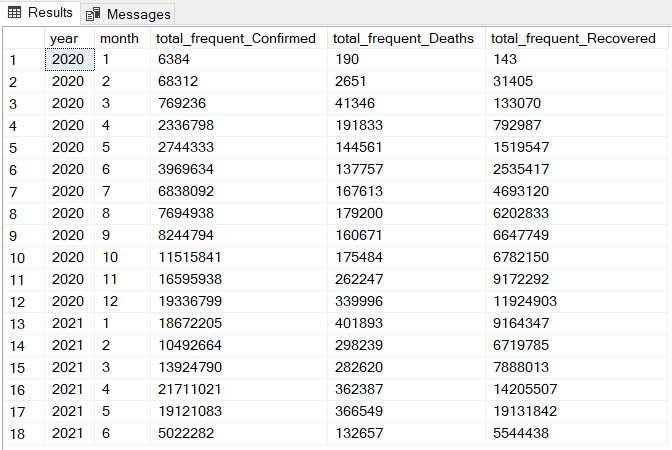 Results Messages
year month total_frequent_Confirmed total_frequent_Deaths total_frequent_Recovered
1 2020 1 6384 190 143
2 2020 2 68312 2651 31405
3 2020 3 769236 41346 133070
4 2020 4 2336798 191833 792987
5 2020 5 2744333 144561 1519547
6 2020 6 3969634 137757 2535417
7 2020 7 6838092 167613 4693120
8 2020 8 7694938 179200 6202833
9 2020 9 8244794 160671 6647749
10 2020 10 11515841 175484 6782150
11 2020 11 16595938 262247 9172292
12 2020 12 19336799 339996 11924903
13 2021 1 18672205 401893 9164347
14 2021 2 10492664 298239 6719785
15 2021 3 13924790 282620 7888013
16 2021 4 21711021 362387 14205507
17 2021 5 19121083 366549 19131842
18 2021 6 5022282 132657 5544438